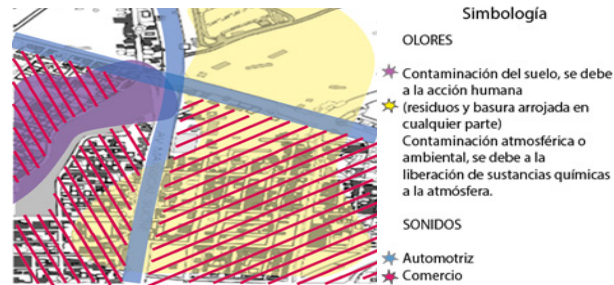 Simbología
OLORES
Contaminación del suelo, se debe
a la acción humana
(residuos y basura arrojada en
cualquier parte)
Contaminación atmosférica o
ambiental, se debe a la
liberación de sustancias químicas
a la atmósfera.
SONIDOS
Automotriz
Comercio